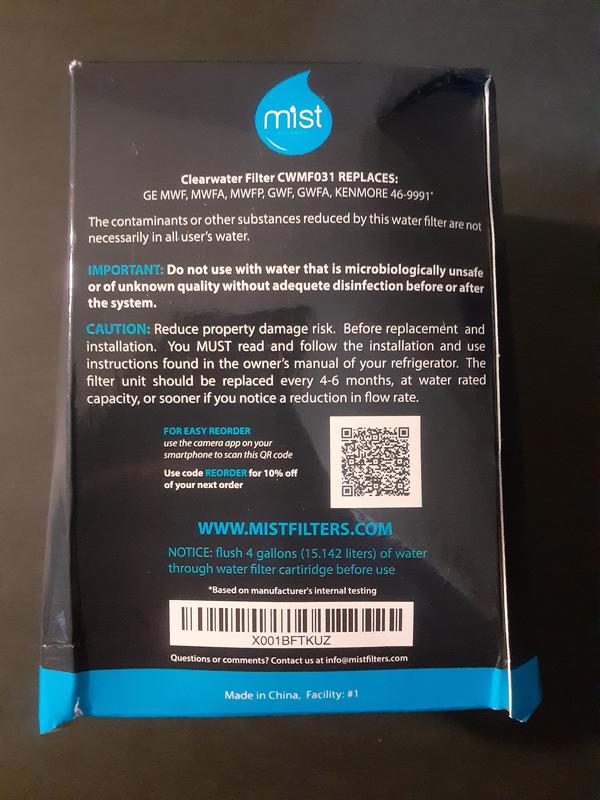 mist
Clearwater Filter CWMF031 REPLACES:
GE MWF, MWFA, MWFP, GWF, GWFA, KENMORE 46-9991*
The contaminants or other substances reduced by this water filter are not
necessarily in all user's water.
IMPORTANT: Do not use with water that is microbiologically unsafe
or of unknown quality without adequete disinfection before or after
the system.
CAUTION: Reduce property damage risk. Before replacement and
installation. You MUST read and follow the installation and use
instructions found in the owner's manual of your refrigerator. The
filter unit should be replaced every 4-6 months, at water rated
capacity, or sooner if you notice a reduction in flow rate.
FOR EASY REORDER
use the camera app on your
smartphone to scan this QR code
Use code REORDER for 10% off
of your next order
WWW.MISTFILTERS.COM
NOTICE: flush 4 gallons (15.142 liters) of water
through water filter cartiridge before use
*Based on manufacturer's internal testing
X001BFTKUZ
Questions or comments? Contact us at info@mistfilters.com
Made in China, Facility: #1